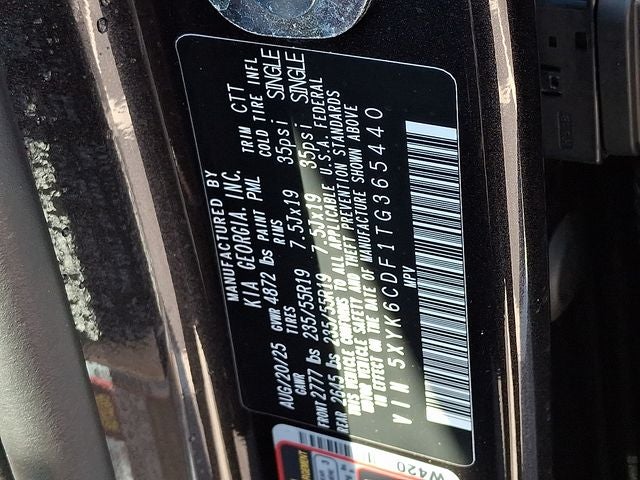 MANUFACTURED BY
KIA GEORGIA, INC.
AUG/20/25 GVWR 4872 lbs PAINT PML TRIM CTT
GAWR TIRES RIMS COLD TIRE INFL
FRONT 2777 lbs 235/55R19 7.5Jx19 35psi SINGLE
REAR 2615 lbs 235/55R19 7.5Jx19 35psi SINGLE
THIS VEHICLE CONFORMS TO ALL APPLICABLE U.S.A. FEDERAL
MOTOR VEHICLE SAFETY AND THEFT PREVENTION STANDARDS
IN EFFECT ON THE DATE OF MANUFACTURE SHOWN ABOVE
VIN 5XYK6CDF1TG365440
MPV
W420